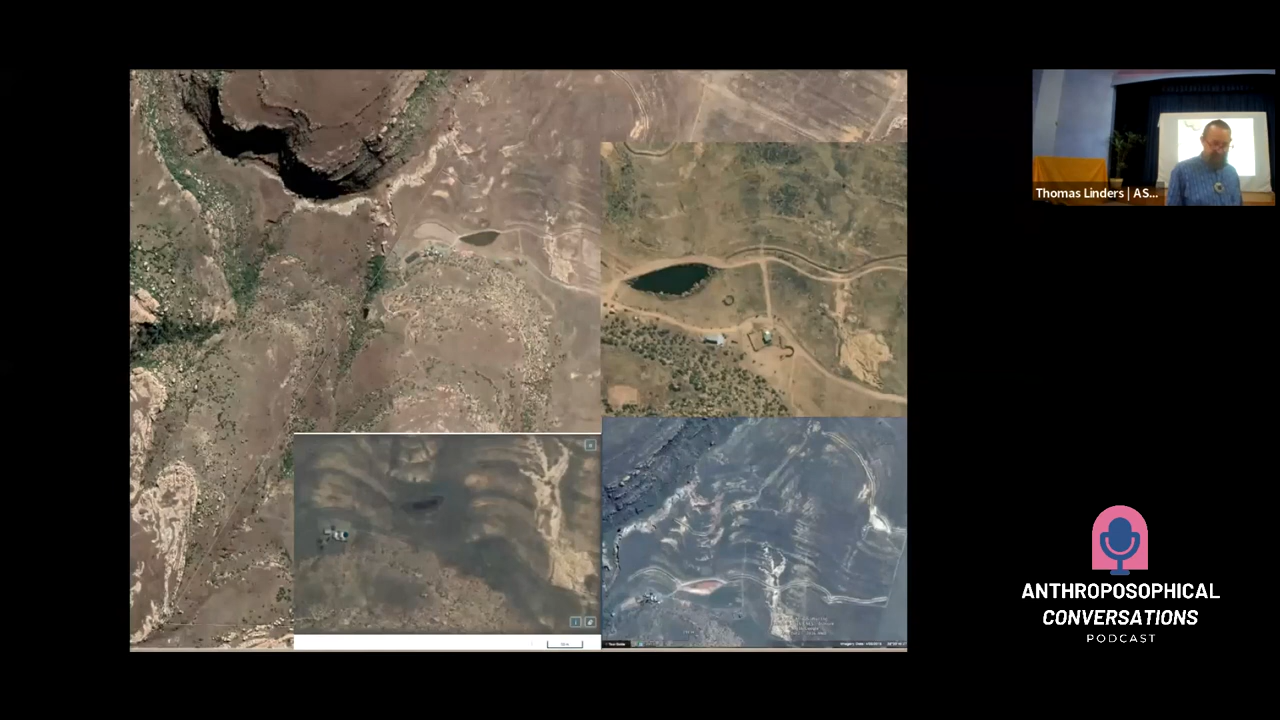 Thomas Linders | AS...
ANTHROPOSOPHICAL
CONVERSATIONS
PODCAST